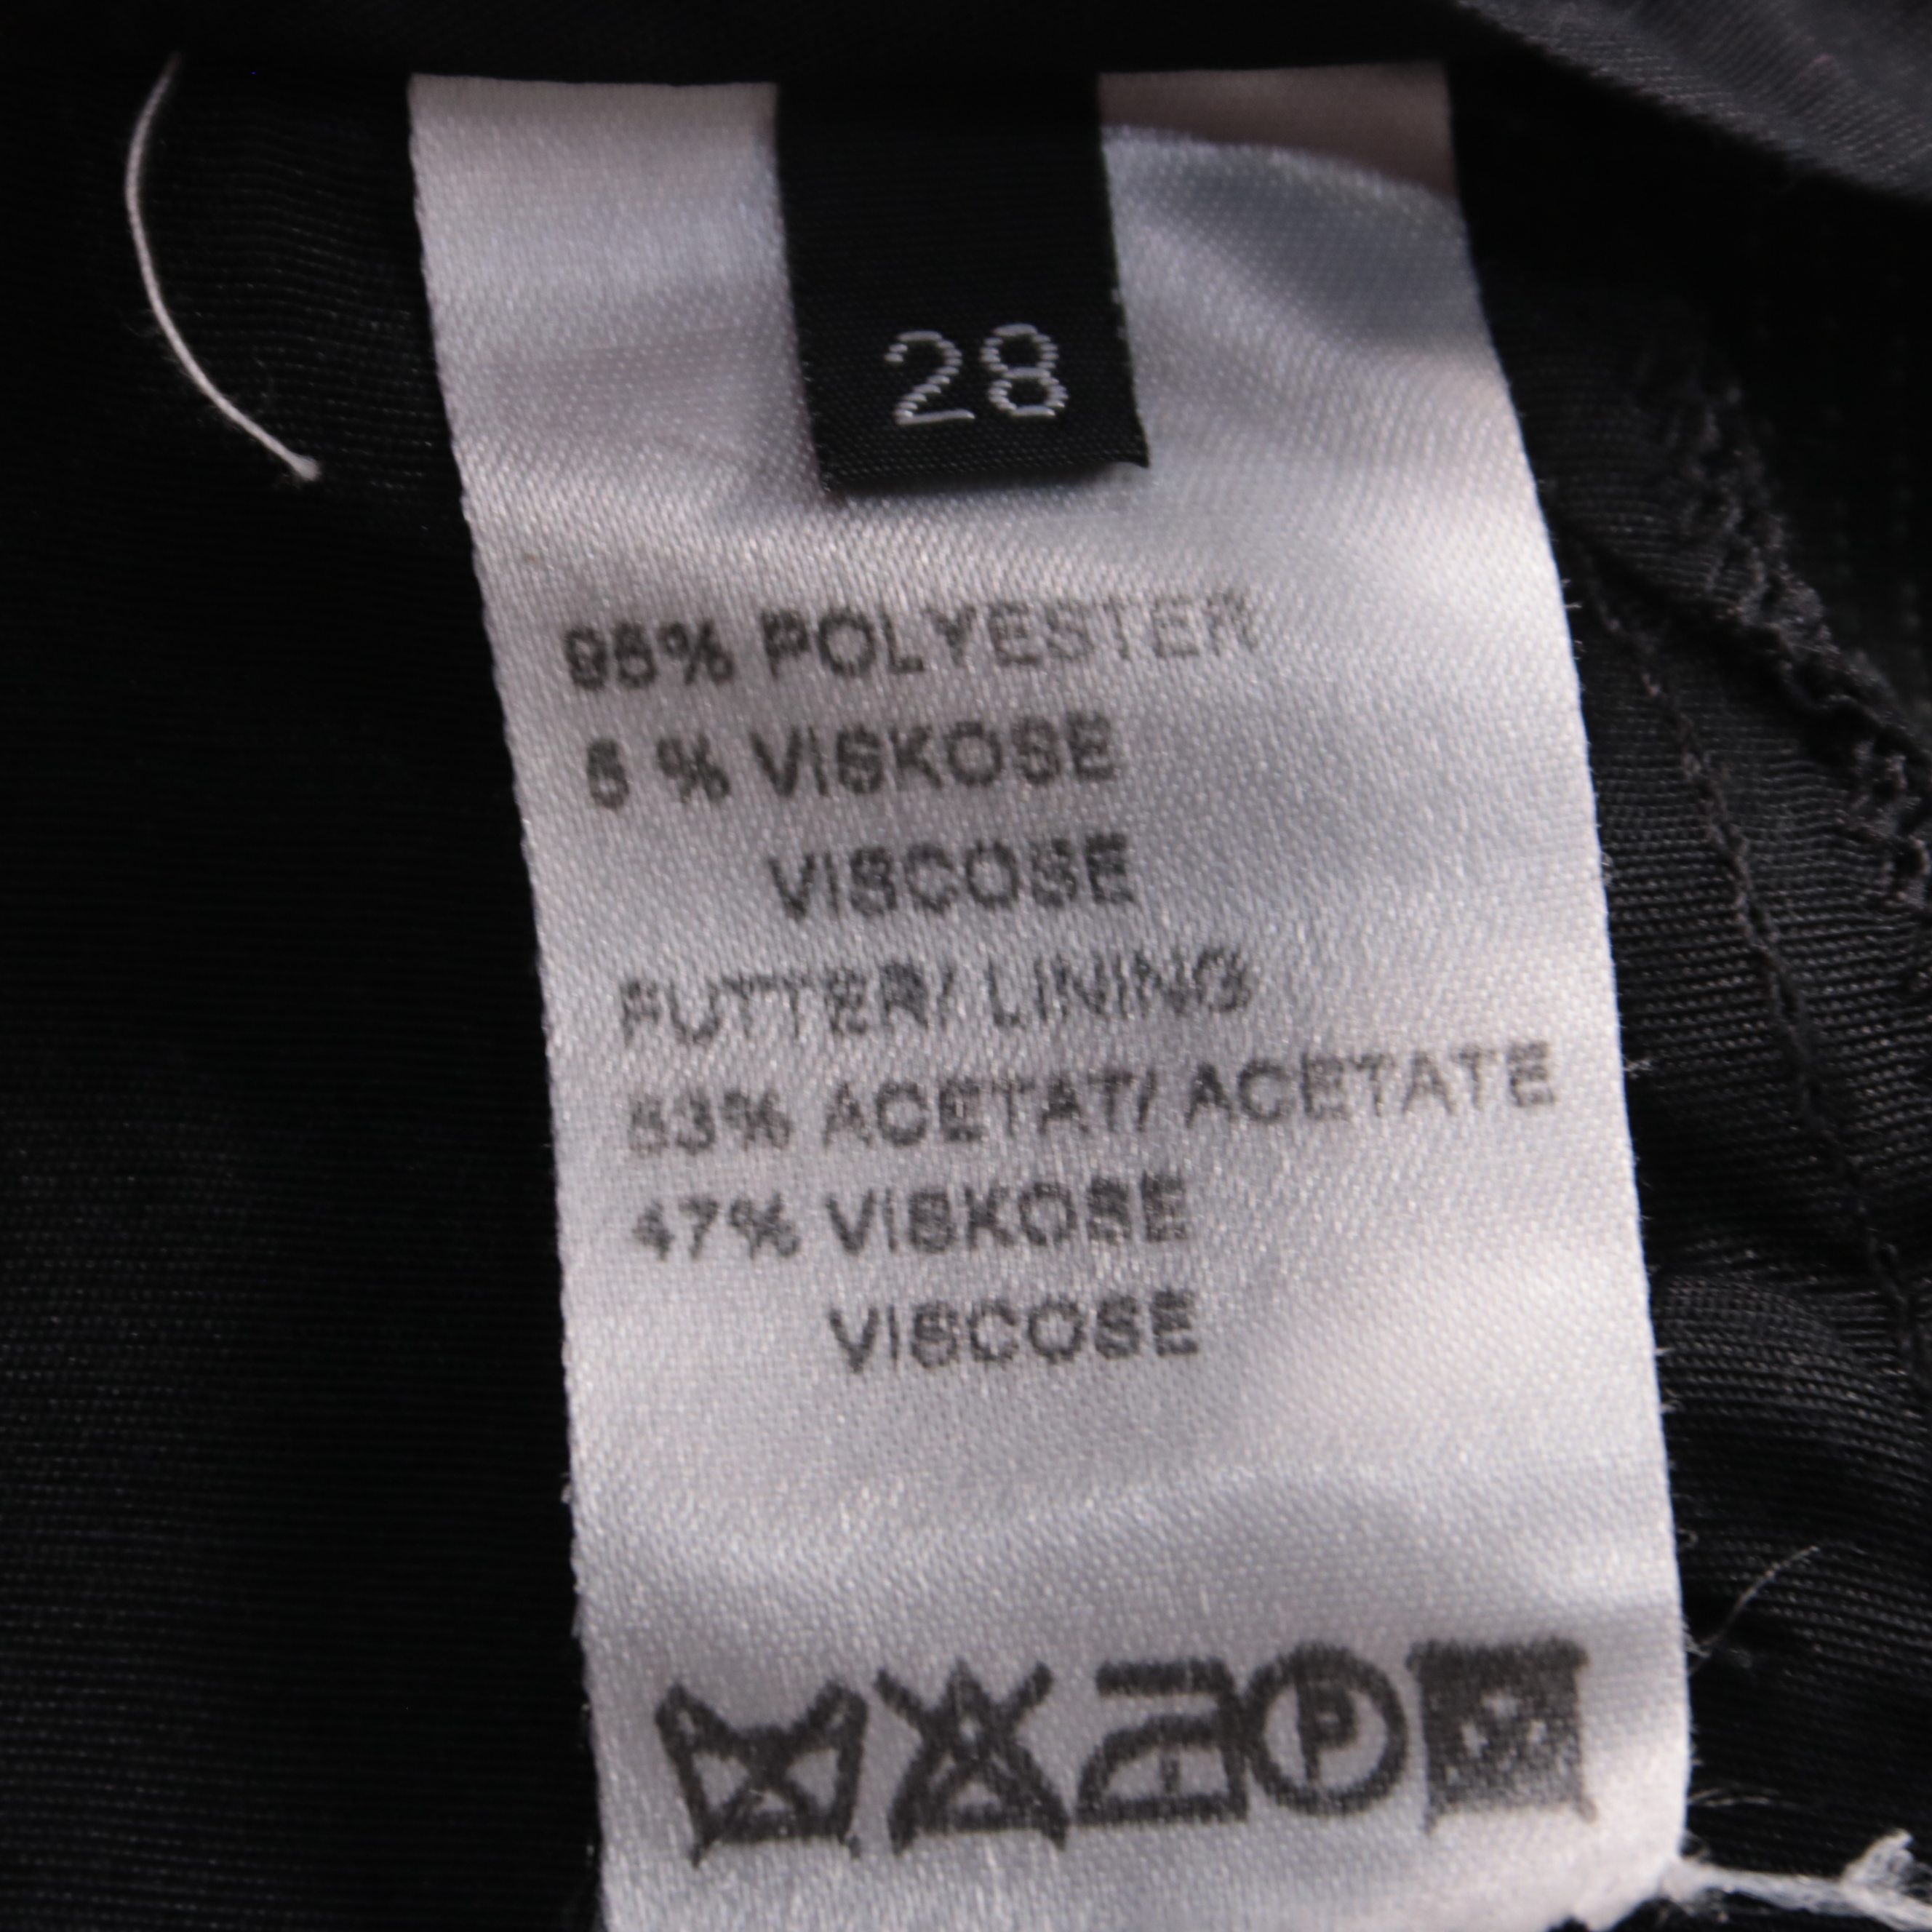 28
95% POLYESTER
5 % VISKOSE
VISCOSE
FUTTER/ LINING
53% ACETAT/ ACETATE
47% VISKOSE
VISCOSE
P